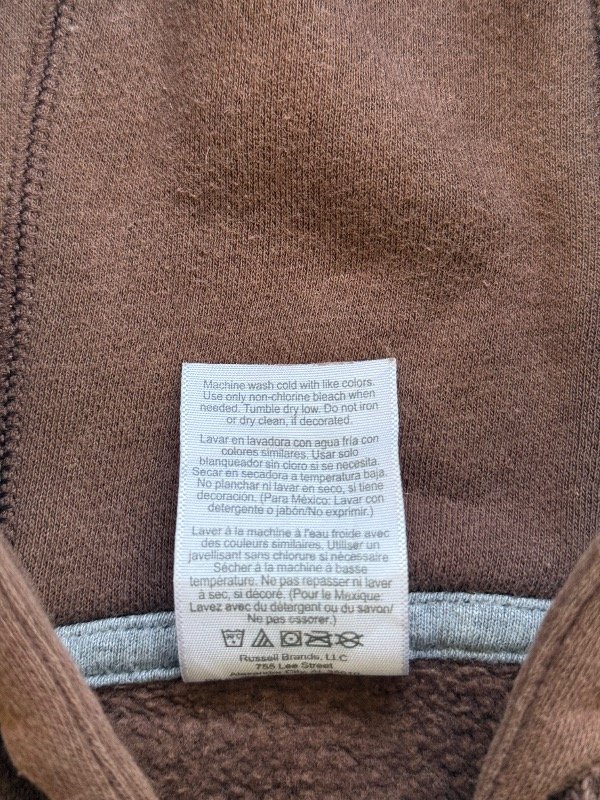 Machine wash cold with like colors.
Use only non-chlorine bleach when
needed. Tumble dry low. Do not iron
or dry clean, if decorated.
Lavar en lavadora con agua fría con
colores similares. Usar solo
blanqueador sin cloro si se necesita.
Secar en secadora a temperatura baja.
No planchar ni lavar en seco, si tiene
decoración. (Para México: Lavar con
detergente o jabón/No exprimir.)
Laver à la machine à l'eau froide avec
des couleurs similaires. Utiliser un
javellisant sans chlorure si nécessaire
Sécher à la machine à basse
température. Ne pas repasser ni laver
à sec, si décoré. (Pour le Mexique:
Lavez avec du détergent ou du savon/
Ne pas essorer.)
Russell Brands, LLC
755 Lee Street
Alexander City,